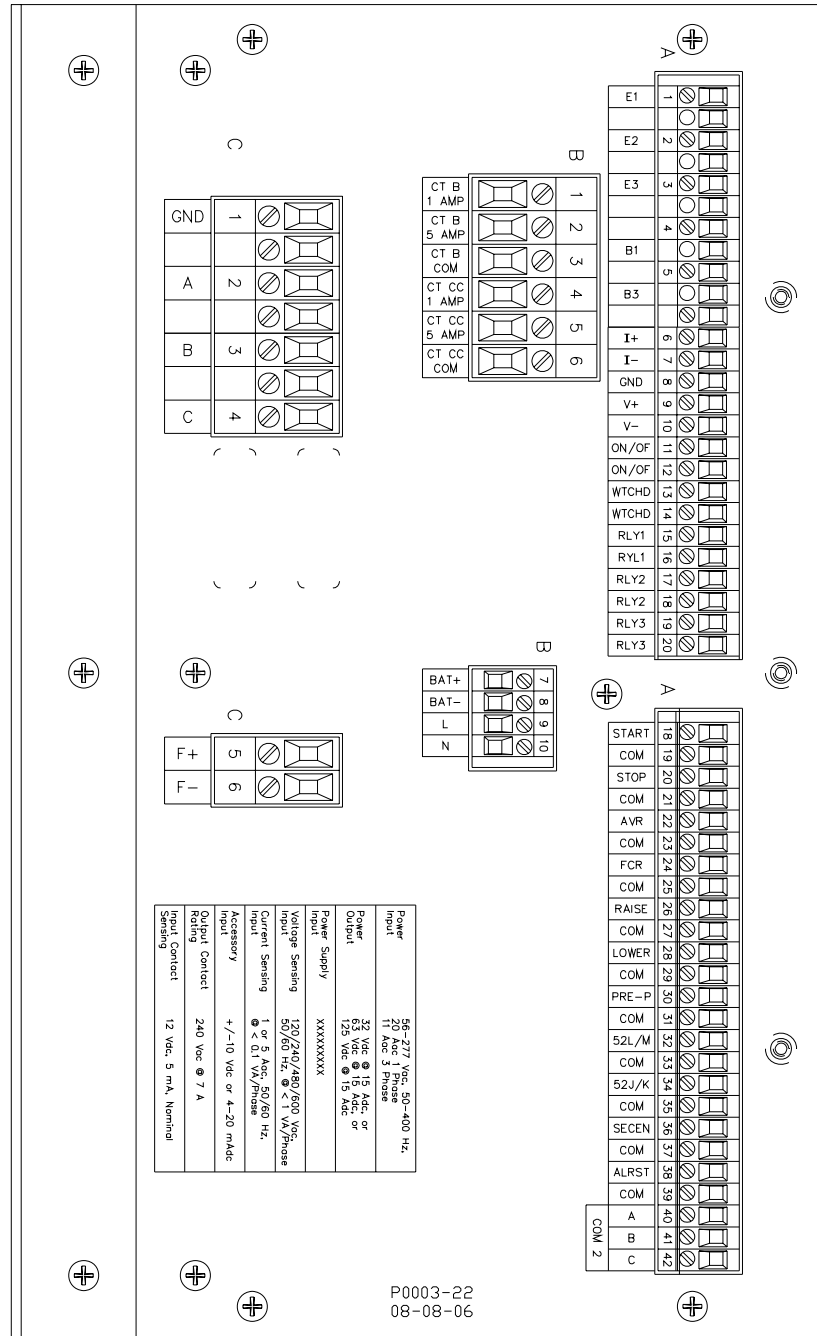 A
E1 1
E2 2
E3 3
4
B1
5
B3
I+ 6
I- 7
GND 8
V+ 9
V- 10
ON/OF 11
ON/OF 12
WTCHD 13
WTCHD 14
RLY1 15
RYL1 16
RLY2 17
RLY2 18
RLY3 19
RLY3 20
C
GND 1
A 2
B 3
C 4
B
CT B 1 AMP 1
CT B 5 AMP 2
CT B COM 3
CT CC 1 AMP 4
CT CC 5 AMP 5
CT CC COM 6
B
BAT+ 7
BAT- 8
L 9
N 10
C
F+ 5
F- 6
A
START 18
COM 19
STOP 20
COM 21
AVR 22
COM 23
FCR 24
COM 25
RAISE 26
COM 27
LOWER 28
COM 29
PRE-P 30
COM 31
52L/M 32
COM 33
52J/K 34
COM 35
SECEN 36
COM 37
ALRST 38
COM 39
COM 2
A 40
B 41
C 42
Power Input 56-277 Vac, 50-400 Hz,
20 Aac 1 Phase
11 Aac 3 Phase
Power Output 32 Vdc @ 15 Adc, or
63 Vdc @ 15 Adc, or
125 Vdc @ 15 Adc
Power Supply Input XXXXXXXXX
Voltage Sensing Input 120/240/480/600 Vac,
50/60 Hz, @ < 1 VA/Phase
Current Sensing Input 1 or 5 Aac, 50/60 Hz,
@ < 0.1 VA/Phase
Accessory Input +/-10 Vdc or 4-20 mAdc
Output Contact Rating 240 Vac @ 7 A
Input Contact Sensing 12 Vdc, 5 mA, Nominal
P0003-22
08-08-06